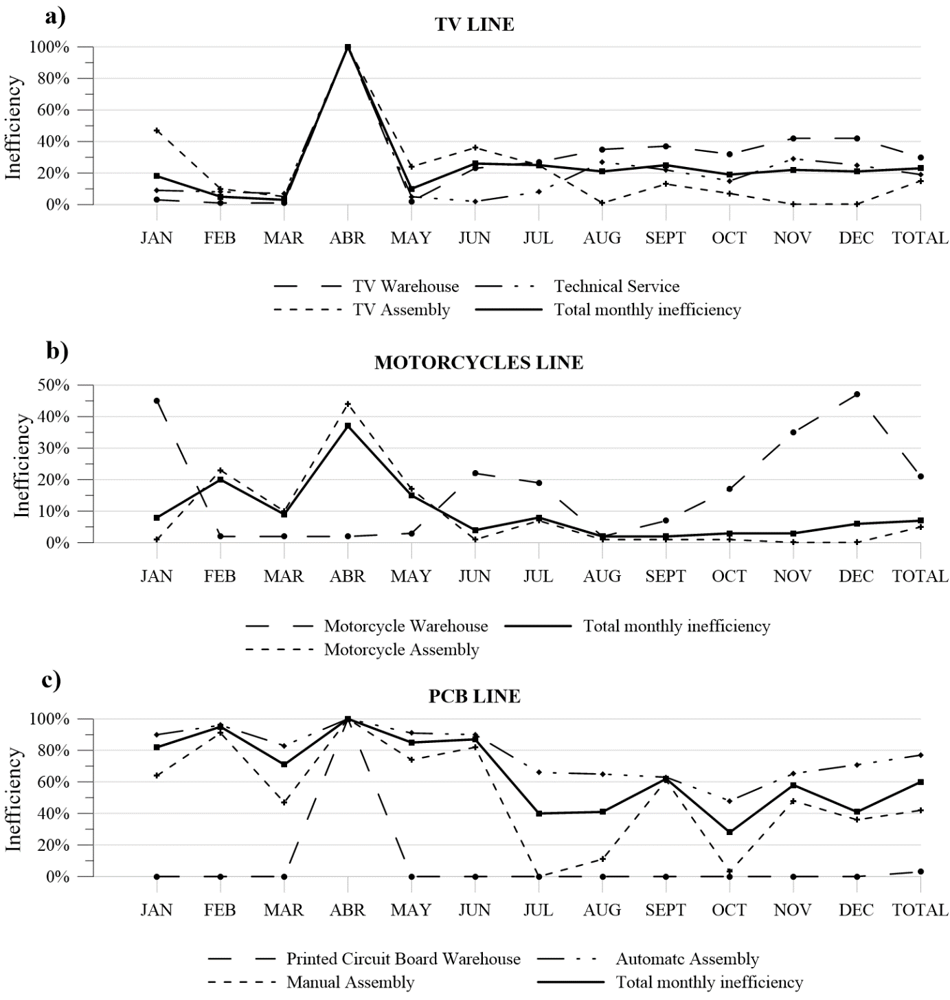 a)
TV LINE
Inefficiency
100%
80%
60%
40%
20%
0%
JAN FEB MAR ABR MAY JUN JUL AUG SEPT OCT NOV DEC TOTAL
TV Warehouse Technical Service
TV Assembly Total monthly inefficiency
b)
MOTORCYCLES LINE
Inefficiency
50%
40%
30%
20%
10%
0%
JAN FEB MAR ABR MAY JUN JUL AUG SEPT OCT NOV DEC TOTAL
Motorcycle Warehouse Total monthly inefficiency
Motorcycle Assembly
c)
PCB LINE
Inefficiency
100%
80%
60%
40%
20%
0%
JAN FEB MAR ABR MAY JUN JUL AUG SEPT OCT NOV DEC TOTAL
Printed Circuit Board Warehouse Automatc Assembly
Manual Assembly Total monthly inefficiency